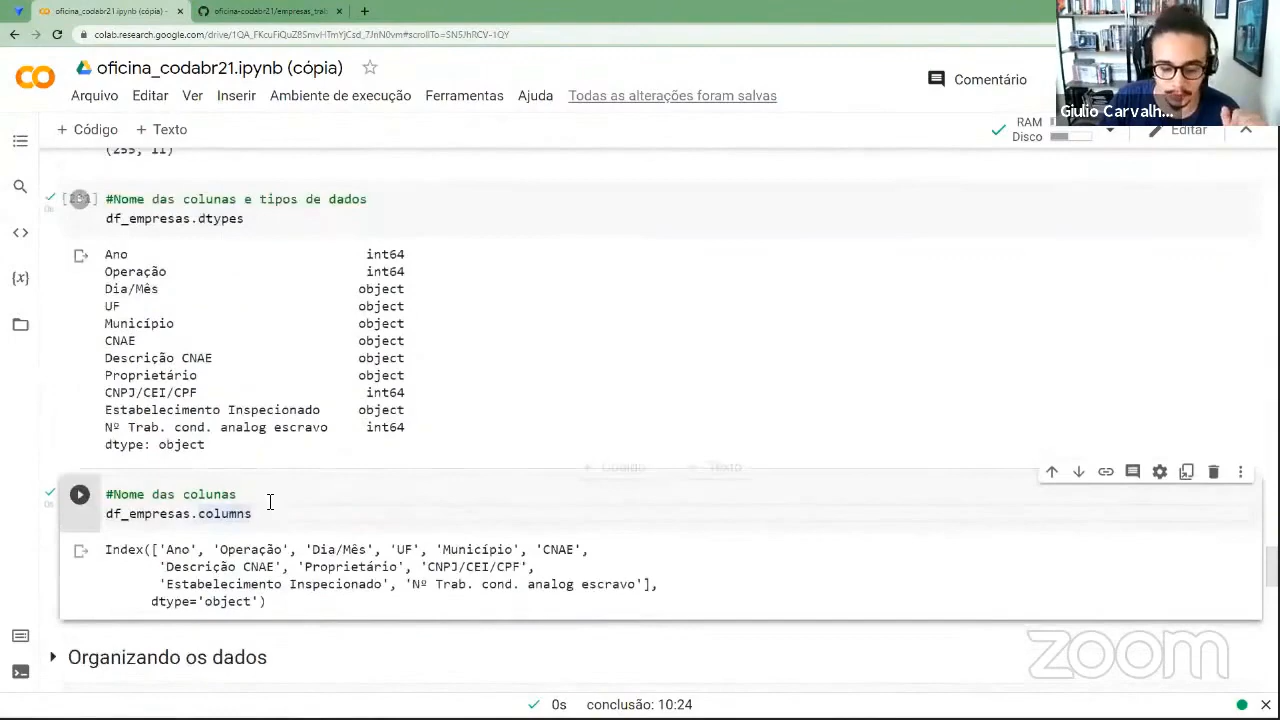 oficina_codabr21.ipynb (cópia) -
oficina-codabr21/empresas_tral
colab.research.google.com/drive/1QA_FKcuFiQuZ8SmvHTmYjCsd_7JnN0vm#scrollTo=SN5JhRCV-1QY
oficina_codabr21.ipynb (cópia)
Comentário
Arquivo Editar Ver Inserir Ambiente de execução Ferramentas Ajuda Todas as alterações foram salvas
Giulio Carvalh...
+ Código + Texto
RAM
Disco
Editar
(255, 11)
#Nome das colunas e tipos de dados
df_empresas.dtypes
Ano int64
Operação int64
Dia/Mês object
UF object
Município object
CNAE object
Descrição CNAE object
Proprietário object
CNPJ/CEI/CPF int64
Estabelecimento Inspecionado object
Nº Trab. cond. analog escravo int64
dtype: object
#Nome das colunas
df_empresas.columns
Index(['Ano', 'Operação', 'Dia/Mês', 'UF', 'Município', 'CNAE',
'Descrição CNAE', 'Proprietário', 'CNPJ/CEI/CPF',
'Estabelecimento Inspecionado', 'Nº Trab. cond. analog escravo'],
dtype='object')
Organizando os dados
zoom
0s conclusão: 10:24